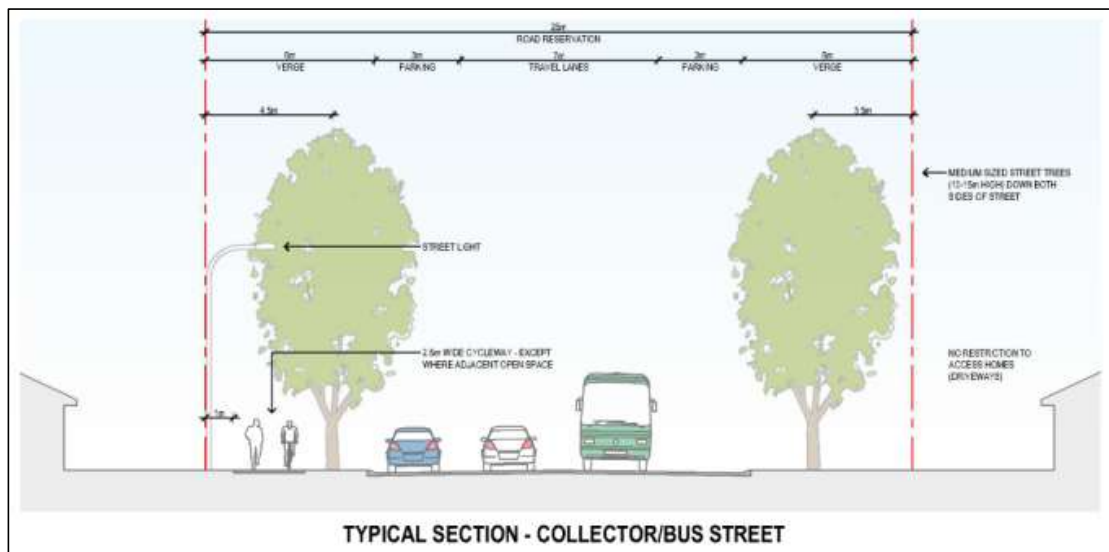 25m
ROAD RESERVATION
6m 3m 7m 3m 6m
VERGE PARKING TRAVEL LANES PARKING VERGE
4.5m 3.5m
MEDIUM SIZED STREET TREES
(10-15m HIGH) DOWN BOTH
SIDES OF STREET
STREET LIGHT
2.5m WIDE CYCLEWAY - EXCEPT
WHERE ADJACENT OPEN SPACE
NO RESTRICTION TO
ACCESS HOMES
(DRIVEWAYS)
1m
TYPICAL SECTION - COLLECTOR/BUS STREET